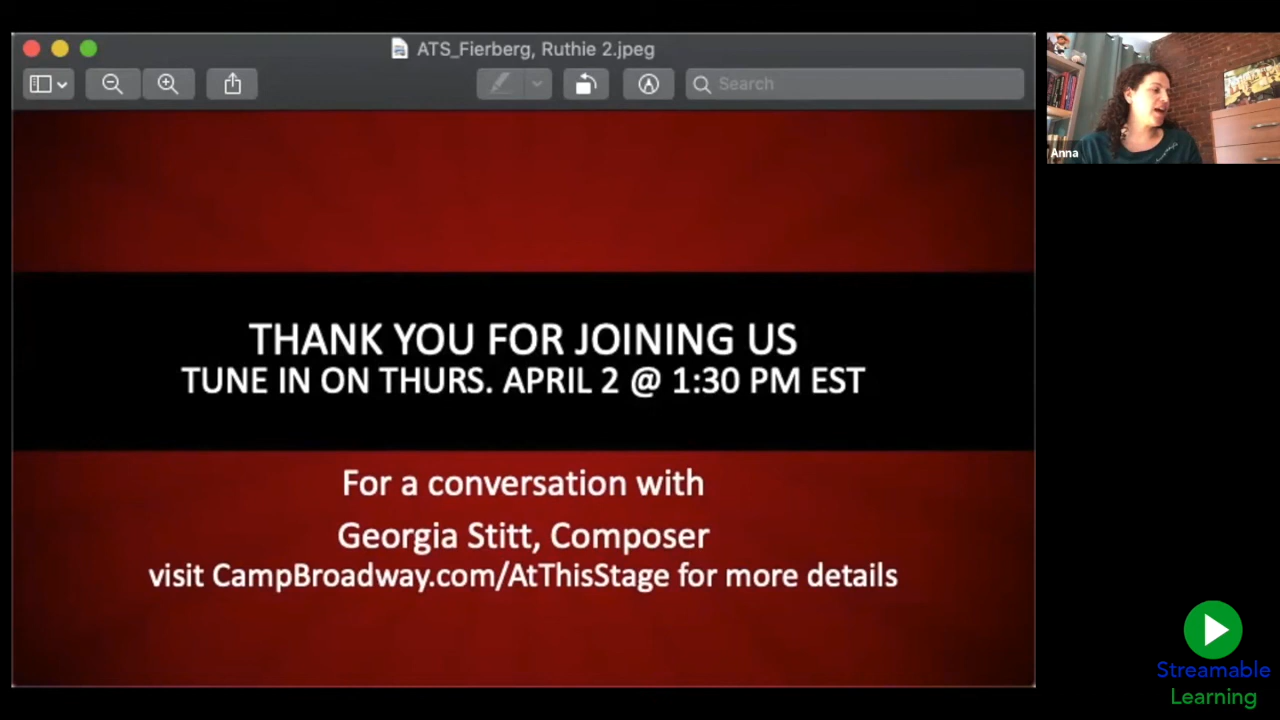 ATS_Fierberg, Ruthie 2.jpeg
Search
THANK YOU FOR JOINING US
TUNE IN ON THURS. APRIL 2 @ 1:30 PM EST
For a conversation with
Georgia Stitt, Composer
visit CampBroadway.com/AtThisStage for more details
Anna
Streamable
Learning